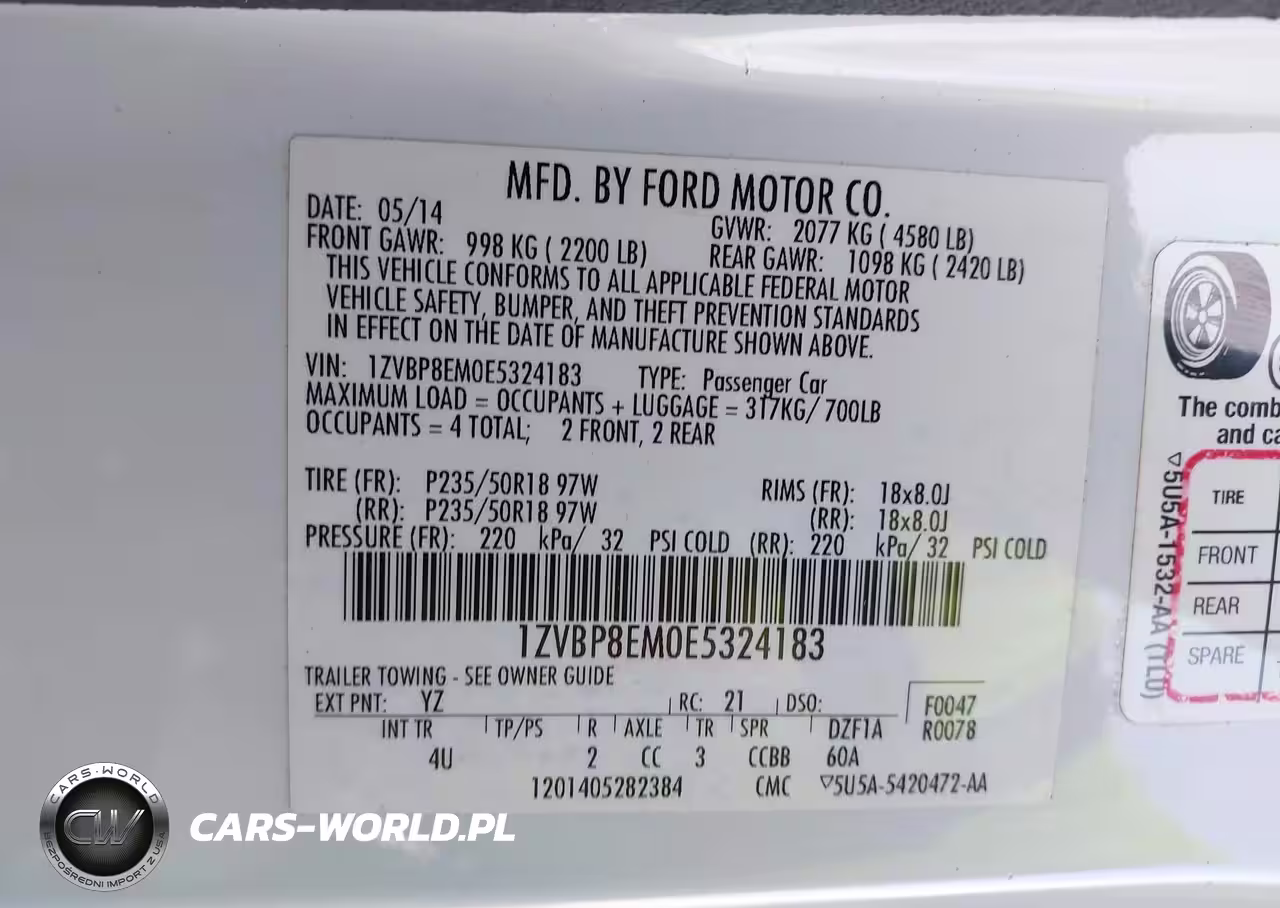 MFD. BY FORD MOTOR CO.
DATE: 05/14 GVWR: 2077 KG ( 4580 LB)
FRONT GAWR: 998 KG ( 2200 LB) REAR GAWR: 1098 KG ( 2420 LB)
THIS VEHICLE CONFORMS TO ALL APPLICABLE FEDERAL MOTOR
VEHICLE SAFETY, BUMPER, AND THEFT PREVENTION STANDARDS
IN EFFECT ON THE DATE OF MANUFACTURE SHOWN ABOVE.
VIN: 1ZVBP8EM0E5324183 TYPE: Passenger Car
MAXIMUM LOAD = OCCUPANTS + LUGGAGE = 317KG/ 700LB
OCCUPANTS = 4 TOTAL; 2 FRONT, 2 REAR
TIRE (FR): P235/50R18 97W RIMS (FR): 18x8.0J
(RR): P235/50R18 97W (RR): 18x8.0J
PRESSURE (FR): 220 kPa/ 32 PSI COLD (RR): 220 kPa/ 32 PSI COLD
1ZVBP8EM0E5324183
TRAILER TOWING - SEE OWNER GUIDE
EXT PNT: YZ RC: 21 DSO: F0047
INT TR TP/PS R AXLE TR SPR DZF1A R0078
4U 2 CC 3 CCBB 60A
1201405282384 CMC ▽5U5A-5420472-AA
The comb
and ca
▽5U5A-1532-AA (TL0)
TIRE
FRONT
REAR
SPARE
CARS-WORLD
CW
BEZPOŚREDNI IMPORT Z USA
CARS-WORLD.PL